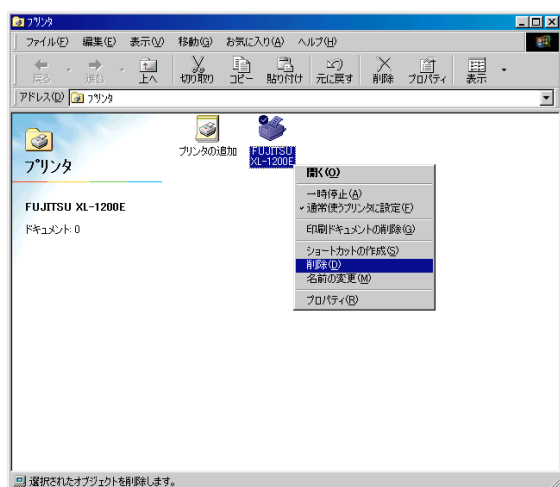 プリンタ
ファイル(F) 編集(E) 表示(V) 移動(G) お気に入り(A) ヘルプ(H)
戻る 進む 上へ 切り取り コピー 貼り付け 元に戻す 削除 プロパティ 表示
アドレス(D) プリンタ
プリンタの追加
FUJITSU
XL-1200E
プリンタ
FUJITSU XL-1200E
ドキュメント: 0
開く(O)
一時停止(A)
通常使うプリンタに設定(F)
印刷ドキュメントの削除(G)
ショートカットの作成(S)
削除(D)
名前の変更(M)
プロパティ(R)
選択されたオブジェクトを削除します。